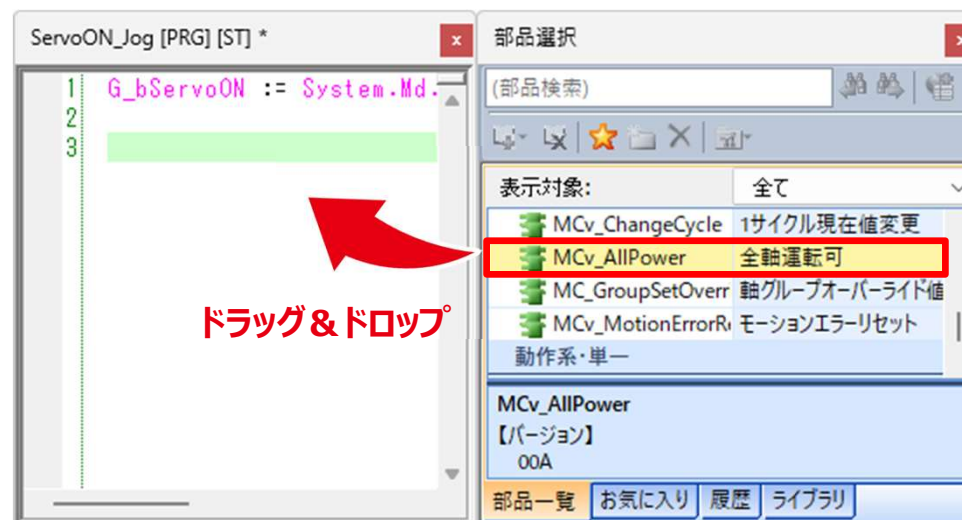 ServoON_Jog [PRG] [ST] *
1 G_bServoON := System.Md.
2
3
ドラッグ＆ドロップ
部品選択
(部品検索)
表示対象: 全て
MCv_ChangeCycle 1サイクル現在値変更
MCv_AllPower 全軸運転可
MC_GroupSetOverr 軸グループオーバーライド値
MCv_MotionErrorR モーションエラーリセット
動作系・単一
MCv_AllPower
【バージョン】
00A
部品一覧 お気に入り 履歴 ライブラリ